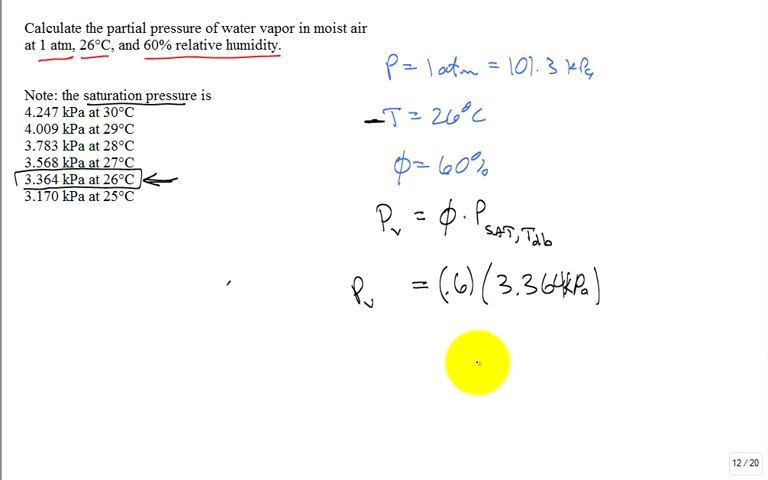 Calculate the partial pressure of water vapor in moist air
at 1 atm, 26°C, and 60% relative humidity.
Note: the saturation pressure is
4.247 kPa at 30°C
4.009 kPa at 29°C
3.783 kPa at 28°C
3.568 kPa at 27°C
3.364 kPa at 26°C
3.170 kPa at 25°C
P = 1 atm = 101.3 kPa
T = 26°C
ϕ = 60%
Pv = ϕ · PSAT, Tdb
Pv = (.6) (3.364kPa)
12 / 20